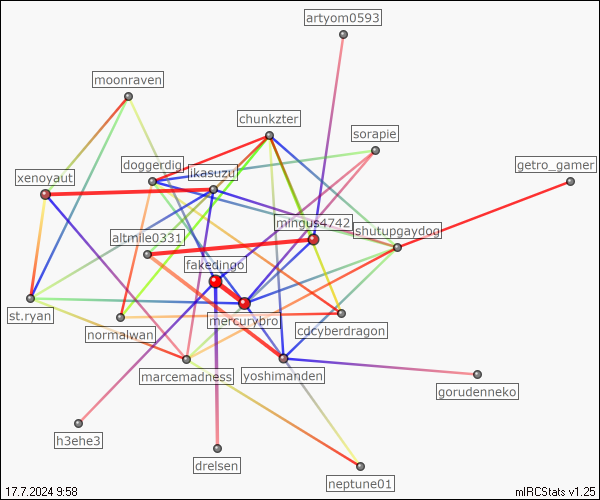 artyom0593
moonraven
chunkzter
sorapie
doggerdig
getro_gamer
xenoyaut
ikasuzu
mingus4742
shutupgaydog
altmile0331
fakedingo
st.ryan
mercurybro
normalwan
cdcyberdragon
marcemadness
yoshimanden
gorudenneko
h3ehe3
drelsen
neptune01
17.7.2024 9:58
mIRCStats v1.25